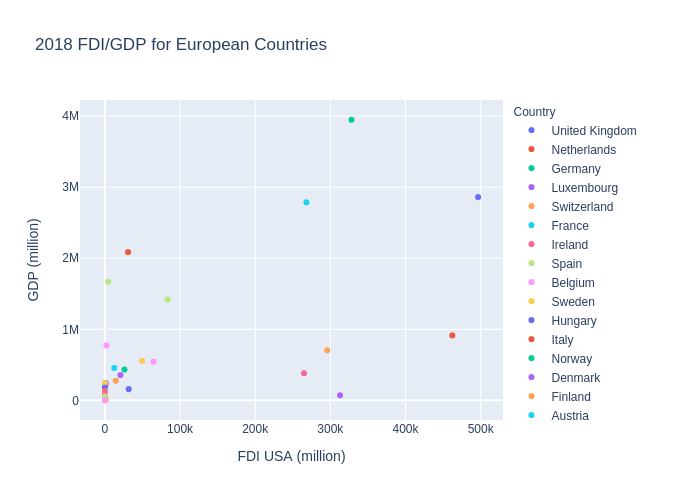 2018 FDI/GDP for European Countries
GDP (million)
4M
3M
2M
1M
0
0
100k
200k
300k
400k
500k
FDI USA (million)
Country
United Kingdom
Netherlands
Germany
Luxembourg
Switzerland
France
Ireland
Spain
Belgium
Sweden
Hungary
Italy
Norway
Denmark
Finland
Austria